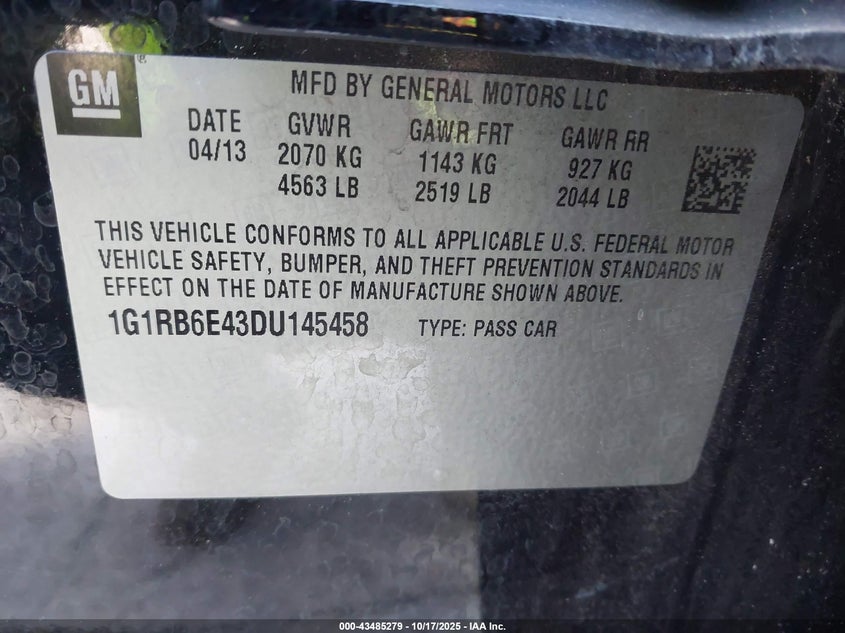 GM
MFD BY GENERAL MOTORS LLC
DATE GVWR GAWR FRT GAWR RR
04/13 2070 KG 1143 KG 927 KG
4563 LB 2519 LB 2044 LB
THIS VEHICLE CONFORMS TO ALL APPLICABLE U.S. FEDERAL MOTOR
VEHICLE SAFETY, BUMPER, AND THEFT PREVENTION STANDARDS IN
EFFECT ON THE DATE OF MANUFACTURE SHOWN ABOVE.
1G1RB6E43DU145458 TYPE: PASS CAR
000-43485279 - 10/17/2025 - IAA Inc.